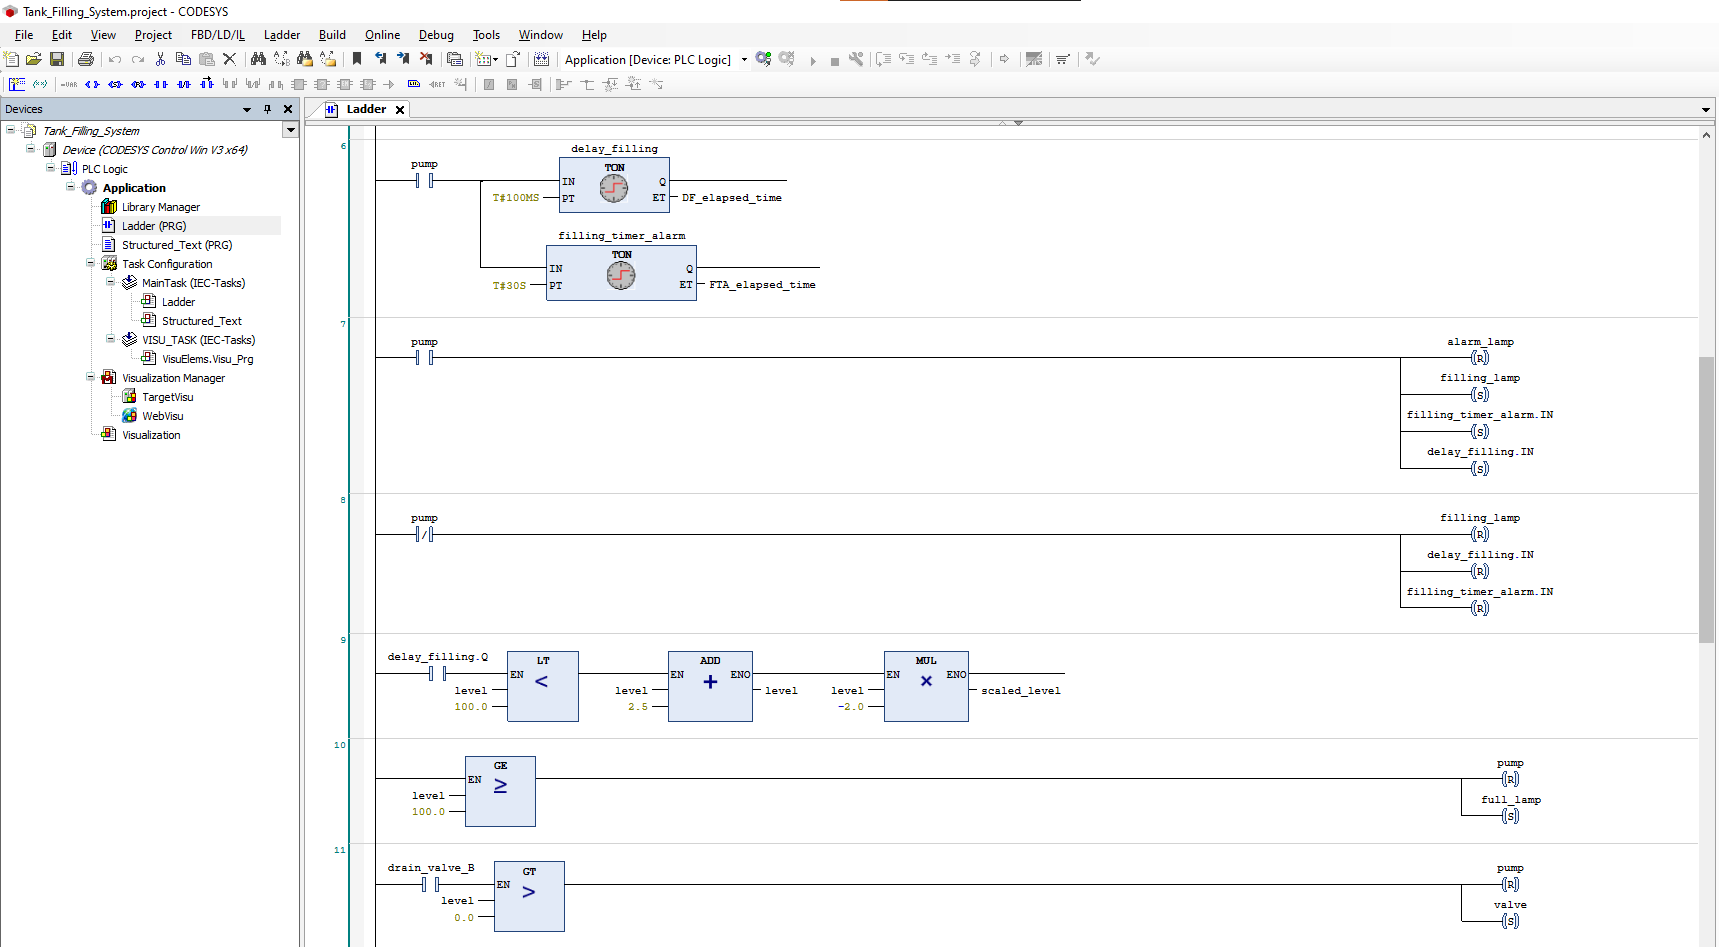 Tank_Filling_System.project - CODESYS
File Edit View Project FBD/LD/IL Ladder Build Online Debug Tools Window Help
Application [Device: PLC Logic]
Devices
Tank_Filling_System
Device (CODESYS Control Win V3 x64)
PLC Logic
Application
Library Manager
Ladder (PRG)
Structured_Text (PRG)
Task Configuration
MainTask (IEC-Tasks)
Ladder
Structured_Text
VISU_TASK (IEC-Tasks)
VisuElems.Visu_Prg
Visualization Manager
TargetVisu
WebVisu
Visualization
Ladder
6
delay_filling
pump
TON
IN Q
T#100MS PT ET DF_elapsed_time
filling_timer_alarm
TON
IN Q
T#30S PT ET FTA_elapsed_time
7
pump
alarm_lamp
R
filling_lamp
S
filling_timer_alarm.IN
S
delay_filling.IN
S
8
pump
filling_lamp
R
delay_filling.IN
R
filling_timer_alarm.IN
R
9
delay_filling.Q
LT ADD MUL
EN < EN + ENO EN × ENO
level level level level scaled_level
100.0 2.5 -2.0
10
GE
EN ≥
level
100.0
pump
R
full_lamp
S
11
drain_valve_B
GT
EN >
level
0.0
pump
R
valve
S